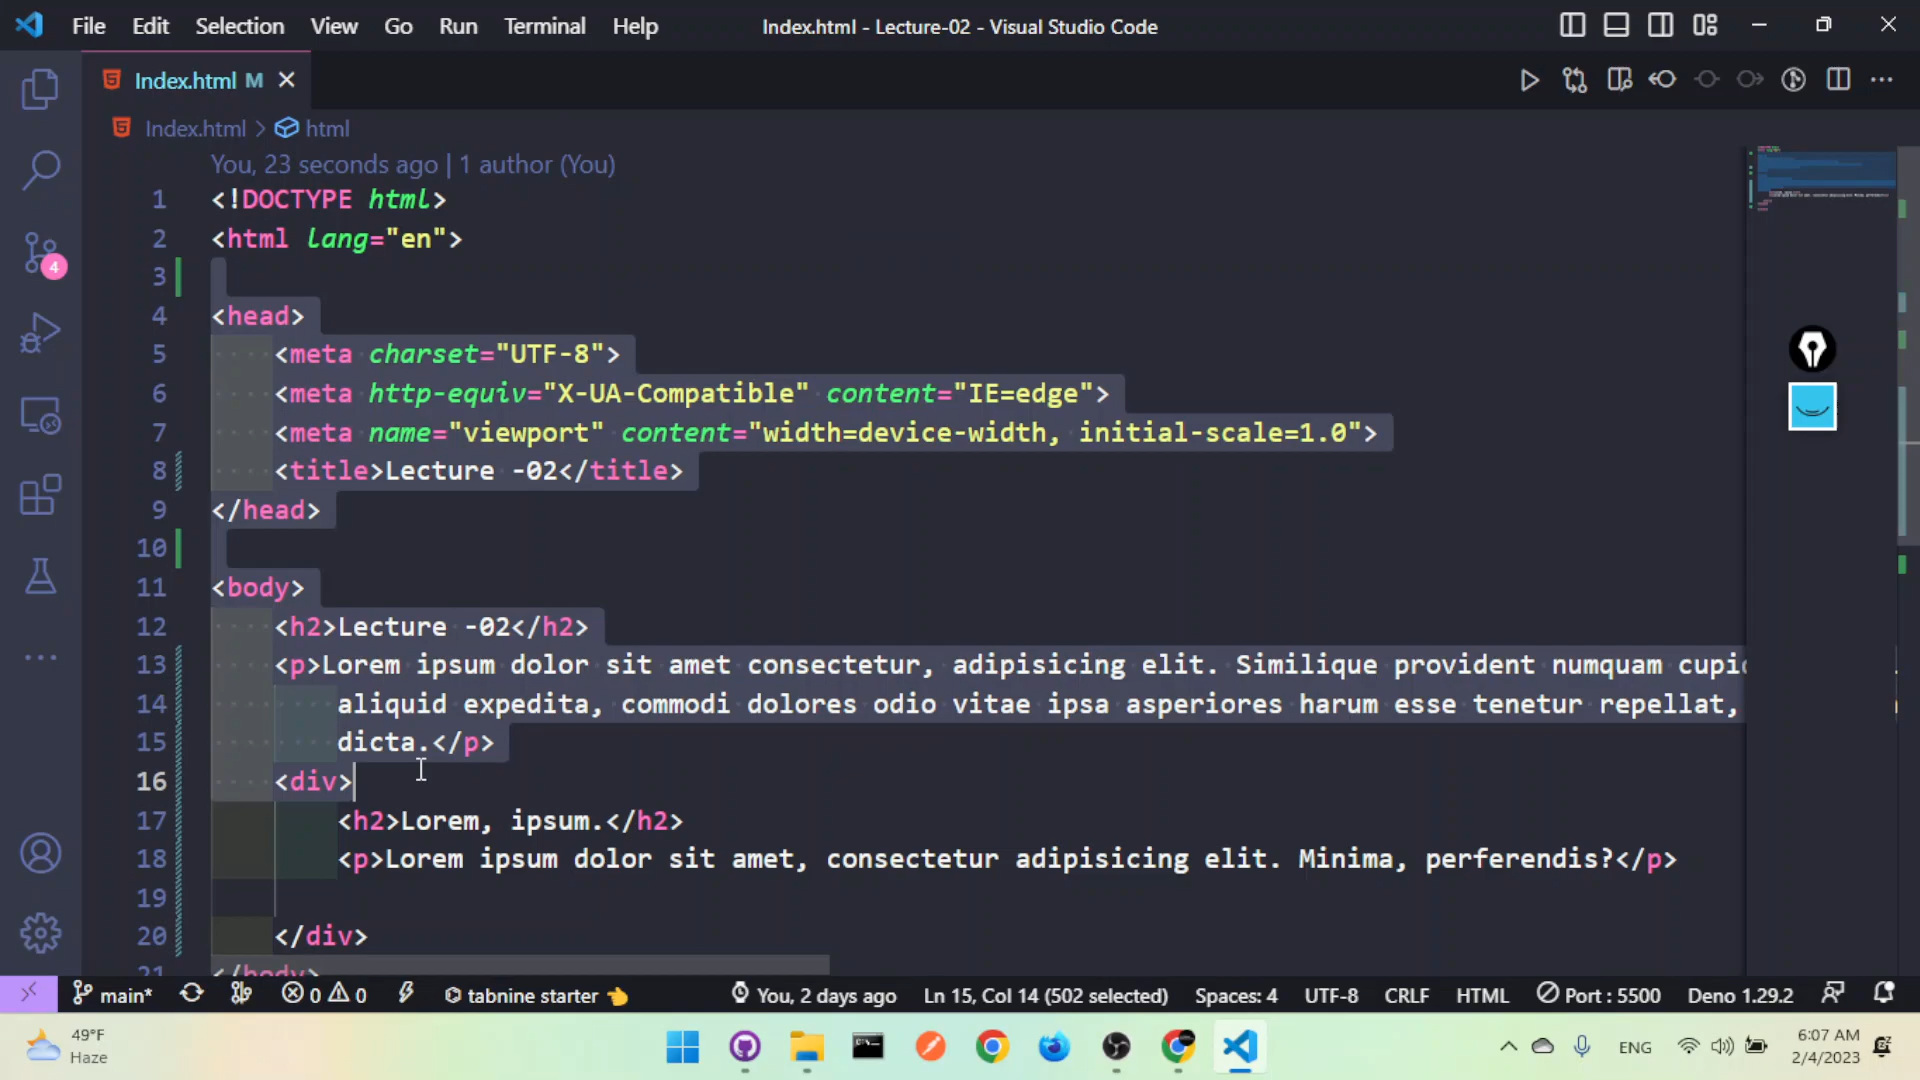 File Edit Selection View Go Run Terminal Help Index.html - Lecture-02 - Visual Studio Code
Index.html M
Index.html > html
You, 23 seconds ago | 1 author (You)
1 <!DOCTYPE html>
2 <html lang="en">
3
4 <head>
5 <meta charset="UTF-8">
6 <meta http-equiv="X-UA-Compatible" content="IE=edge">
7 <meta name="viewport" content="width=device-width, initial-scale=1.0">
8 <title>Lecture -02</title>
9 </head>
10
11 <body>
12 <h2>Lecture -02</h2>
13 <p>Lorem ipsum dolor sit amet consectetur, adipisicing elit. Similique provident numquam
14 aliquid expedita, commodi dolores odio vitae ipsa asperiores harum esse tenetur repellat,
15 dicta.</p>
16 <div>
17 <h2>Lorem, ipsum.</h2>
18 <p>Lorem ipsum dolor sit amet, consectetur adipisicing elit. Minima, perferendis?</p>
19
20 </div>
21 </body>
4
main* 0 0 tabnine starter You, 2 days ago Ln 15, Col 14 (502 selected) Spaces: 4 UTF-8 CRLF HTML Port : 5500 Deno 1.29.2
49°F
Haze
ENG
6:07 AM
2/4/2023